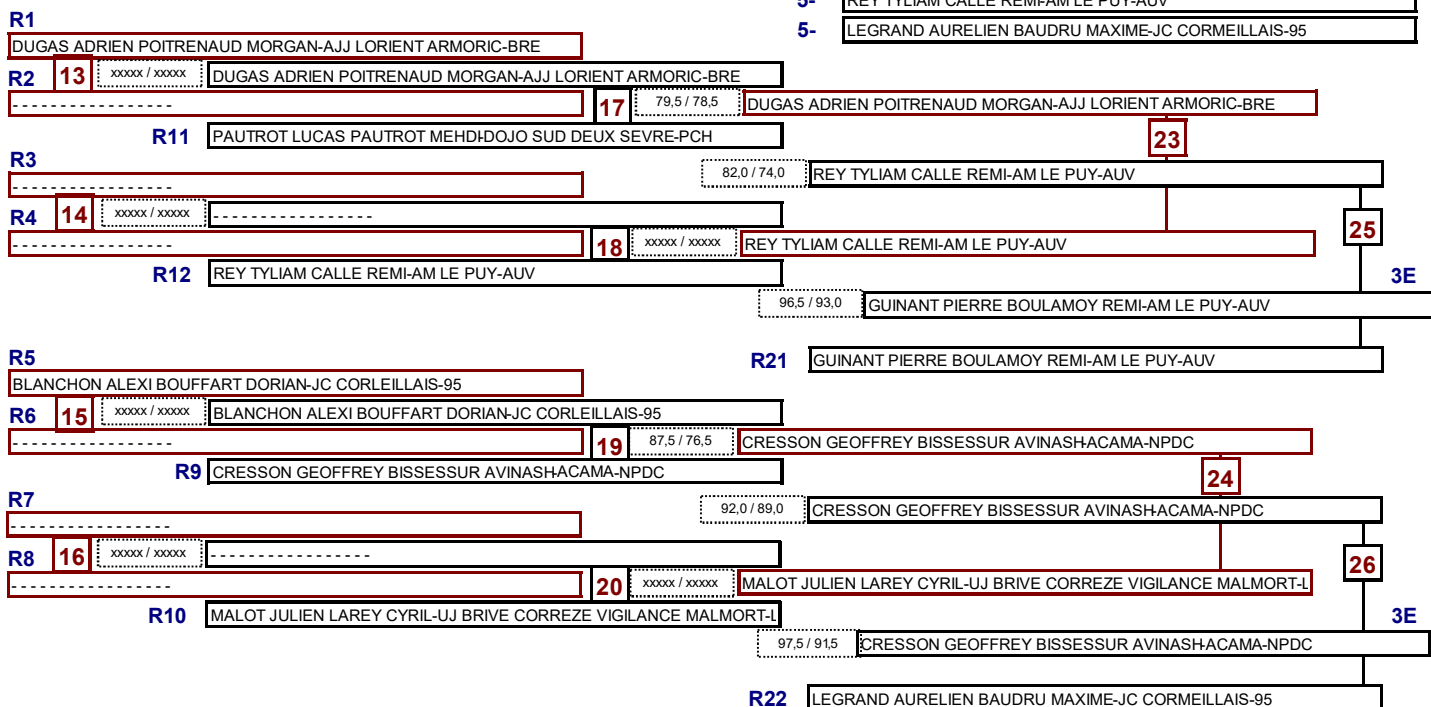 5- REY TYLIAM CALLE REMI-AM LE PUY-AUV
R1
5- LEGRAND AURELIEN BAUDRU MAXIME-JC CORMEILLAIS-95
DUGAS ADRIEN POITRENAUD MORGAN-AJJ LORIENT ARMORIC-BRE
R2 13 xxxxx / xxxxx DUGAS ADRIEN POITRENAUD MORGAN-AJJ LORIENT ARMORIC-BRE
- - - - - - - - - - - - - - - - 17 79,5 / 78,5 DUGAS ADRIEN POITRENAUD MORGAN-AJJ LORIENT ARMORIC-BRE
R11 PAUTROT LUCAS PAUTROT MEHDI-DOJO SUD DEUX SEVRE-PCH
23
R3
82,0 / 74,0 REY TYLIAM CALLE REMI-AM LE PUY-AUV
- - - - - - - - - - - - - - - -
R4 14 xxxxx / xxxxx - - - - - - - - - - - - - - - -
25
- - - - - - - - - - - - - - - - 18 xxxxx / xxxxx REY TYLIAM CALLE REMI-AM LE PUY-AUV
R12 REY TYLIAM CALLE REMI-AM LE PUY-AUV
3E
96,5 / 93,0 GUINANT PIERRE BOULAMOY REMI-AM LE PUY-AUV
R5
R21 GUINANT PIERRE BOULAMOY REMI-AM LE PUY-AUV
BLANCHON ALEXI BOUFFART DORIAN-JC CORLEILLAIS-95
R6 15 xxxxx / xxxxx BLANCHON ALEXI BOUFFART DORIAN-JC CORLEILLAIS-95
- - - - - - - - - - - - - - - - 19 87,5 / 76,5 CRESSON GEOFFREY BISSESSUR AVINASH-ACAMA-NPDC
R9 CRESSON GEOFFREY BISSESSUR AVINASH-ACAMA-NPDC
24
R7
92,0 / 89,0 CRESSON GEOFFREY BISSESSUR AVINASH-ACAMA-NPDC
- - - - - - - - - - - - - - - -
R8 16 xxxxx / xxxxx - - - - - - - - - - - - - - - -
26
- - - - - - - - - - - - - - - - 20 xxxxx / xxxxx MALOT JULIEN LAREY CYRIL-UJ BRIVE CORREZE VIGILANCE MALMORT-L
R10 MALOT JULIEN LAREY CYRIL-UJ BRIVE CORREZE VIGILANCE MALMORT-L
3E
97,5 / 91,5 CRESSON GEOFFREY BISSESSUR AVINASH-ACAMA-NPDC
R22 LEGRAND AURELIEN BAUDRU MAXIME-JC CORMEILLAIS-95